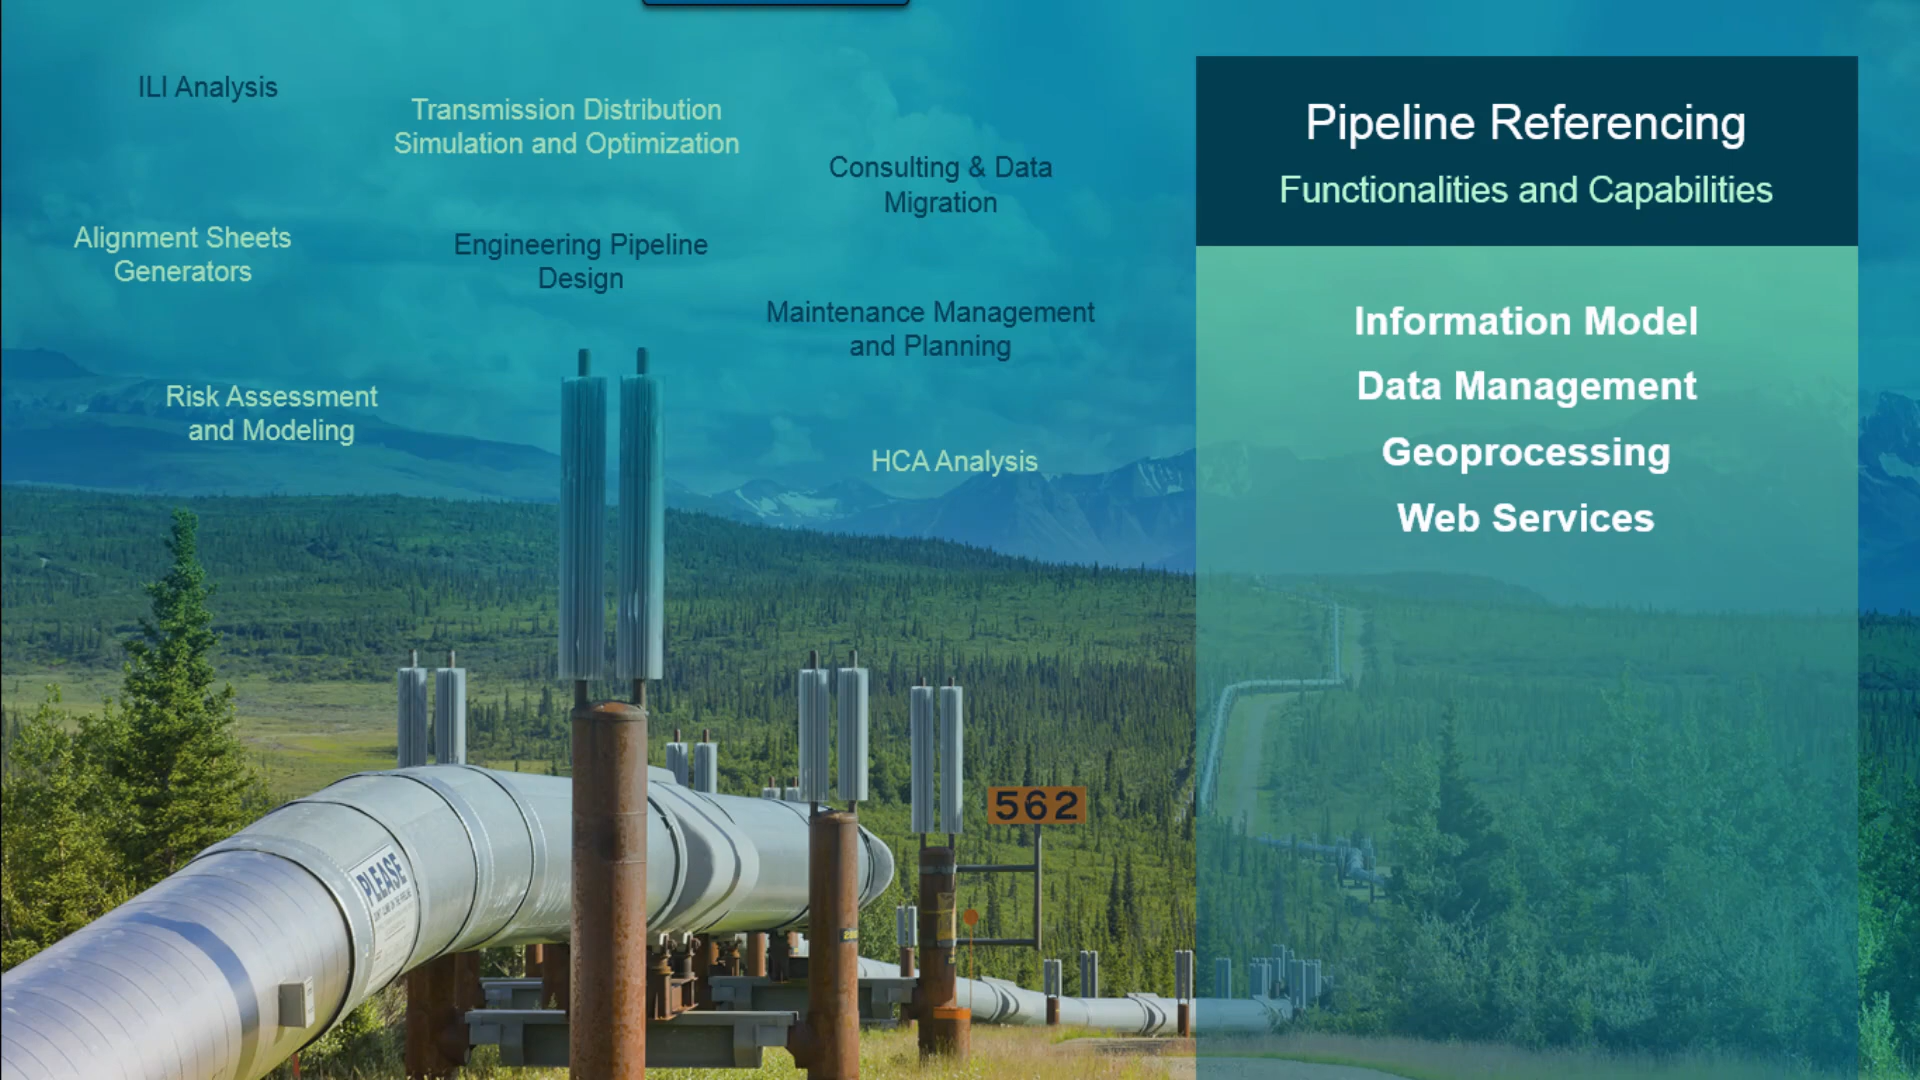 ILI Analysis
Transmission Distribution
Simulation and Optimization
Consulting & Data
Migration
Alignment Sheets
Generators
Engineering Pipeline
Design
Maintenance Management
and Planning
Risk Assessment
and Modeling
HCA Analysis
Pipeline Referencing
Functionalities and Capabilities
Information Model
Data Management
Geoprocessing
Web Services
562
PLEASE